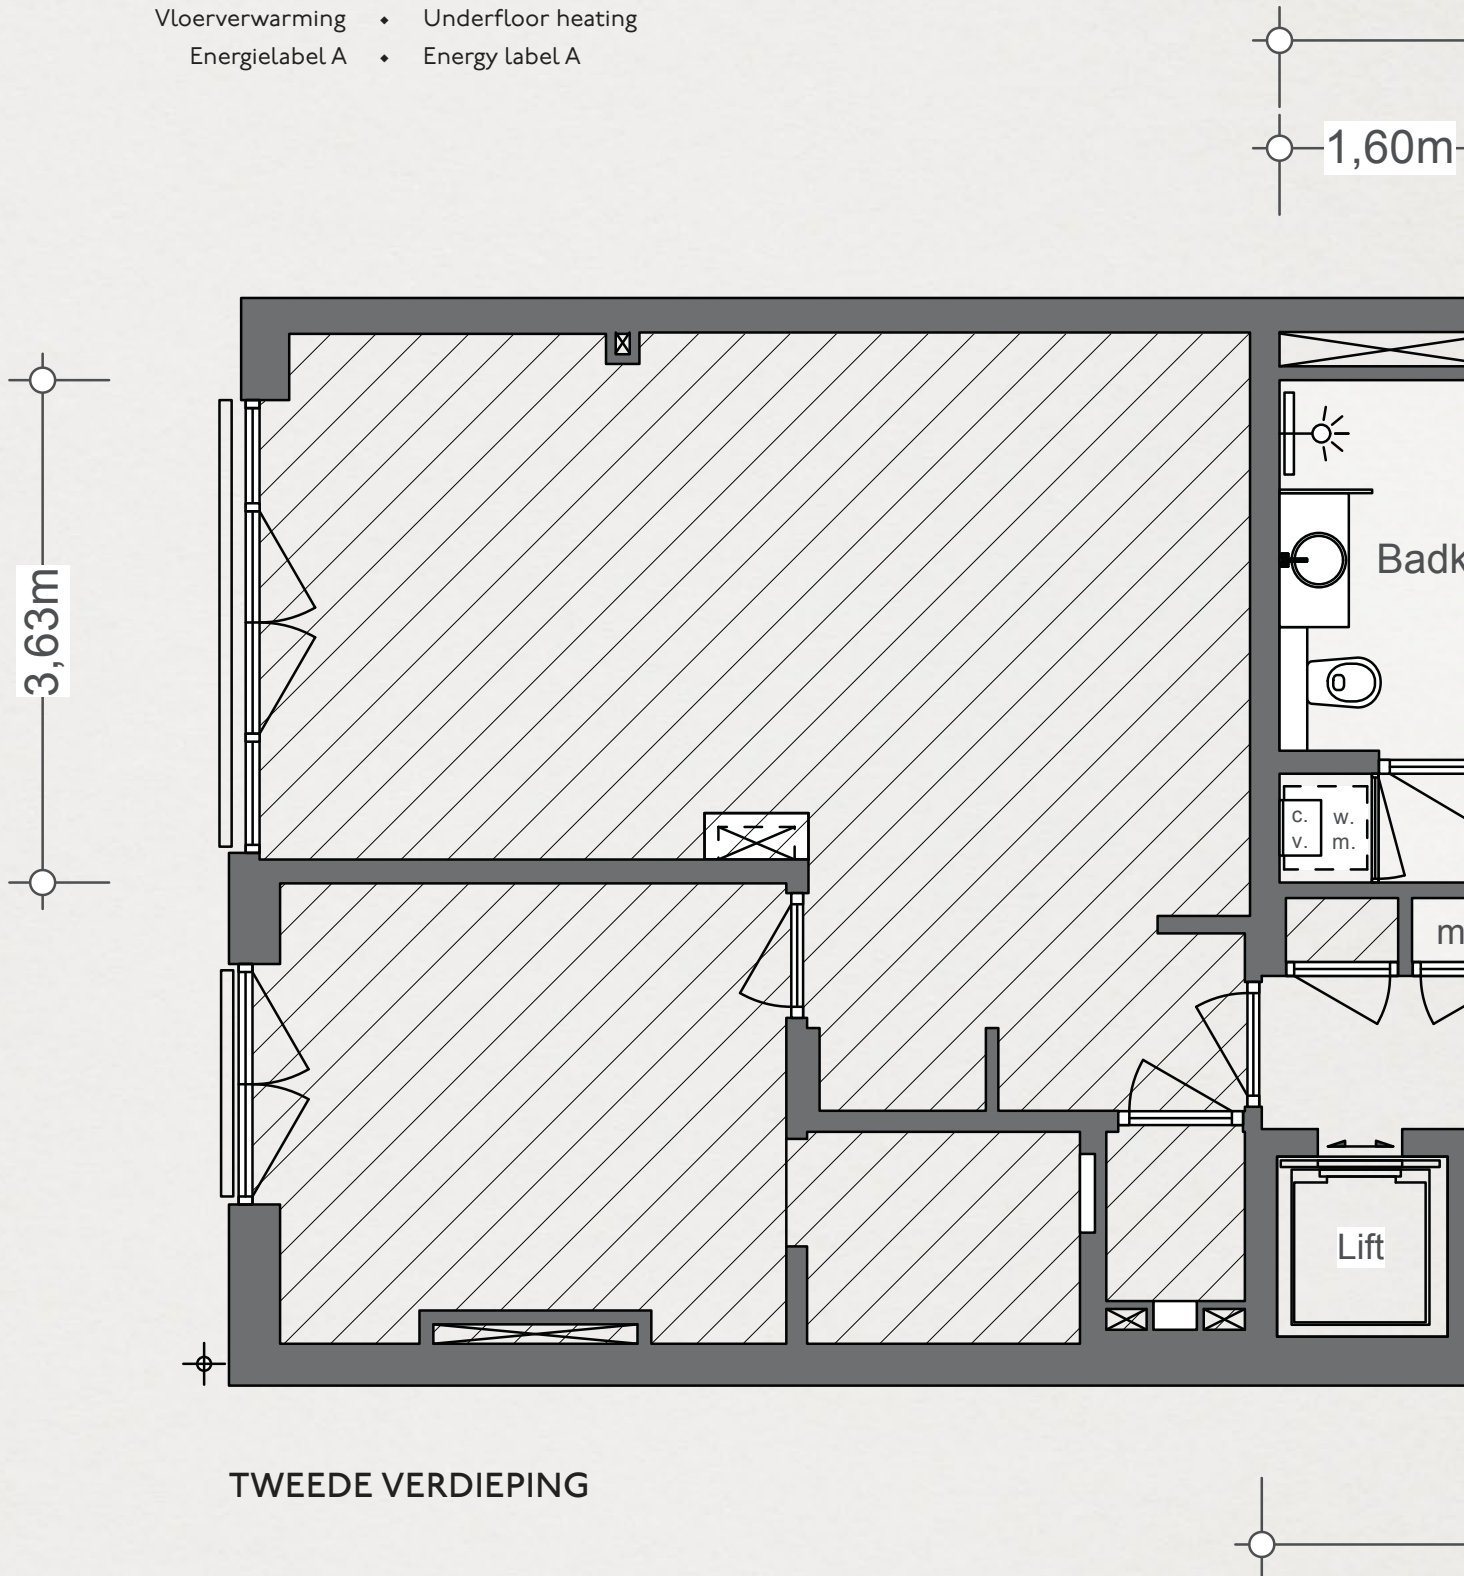 Vloerverwarming ⬩ Underfloor heating
Energielabel A ⬩ Energy label A
1,60m
3,63m
Badk
c. v.
w. m.
m
Lift
TWEEDE VERDIEPING